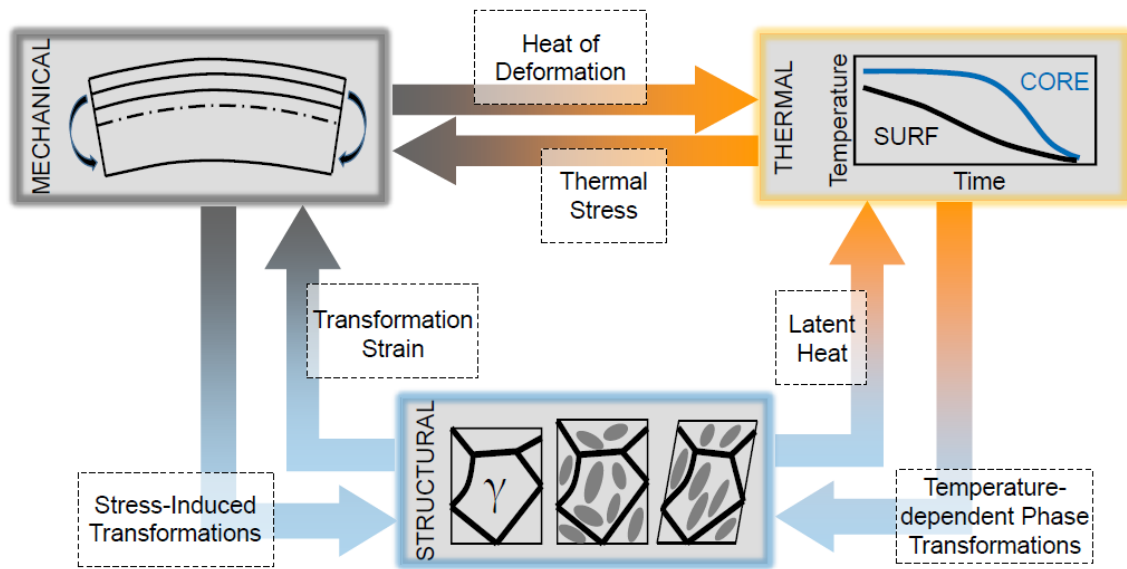 MECHANICAL
Heat of
Deformation
Thermal
Stress
THERMAL
Temperature
CORE
SURF
Time
Transformation
Strain
Latent
Heat
STRUCTURAL
γ
Stress-Induced
Transformations
Temperature-
dependent Phase
Transformations